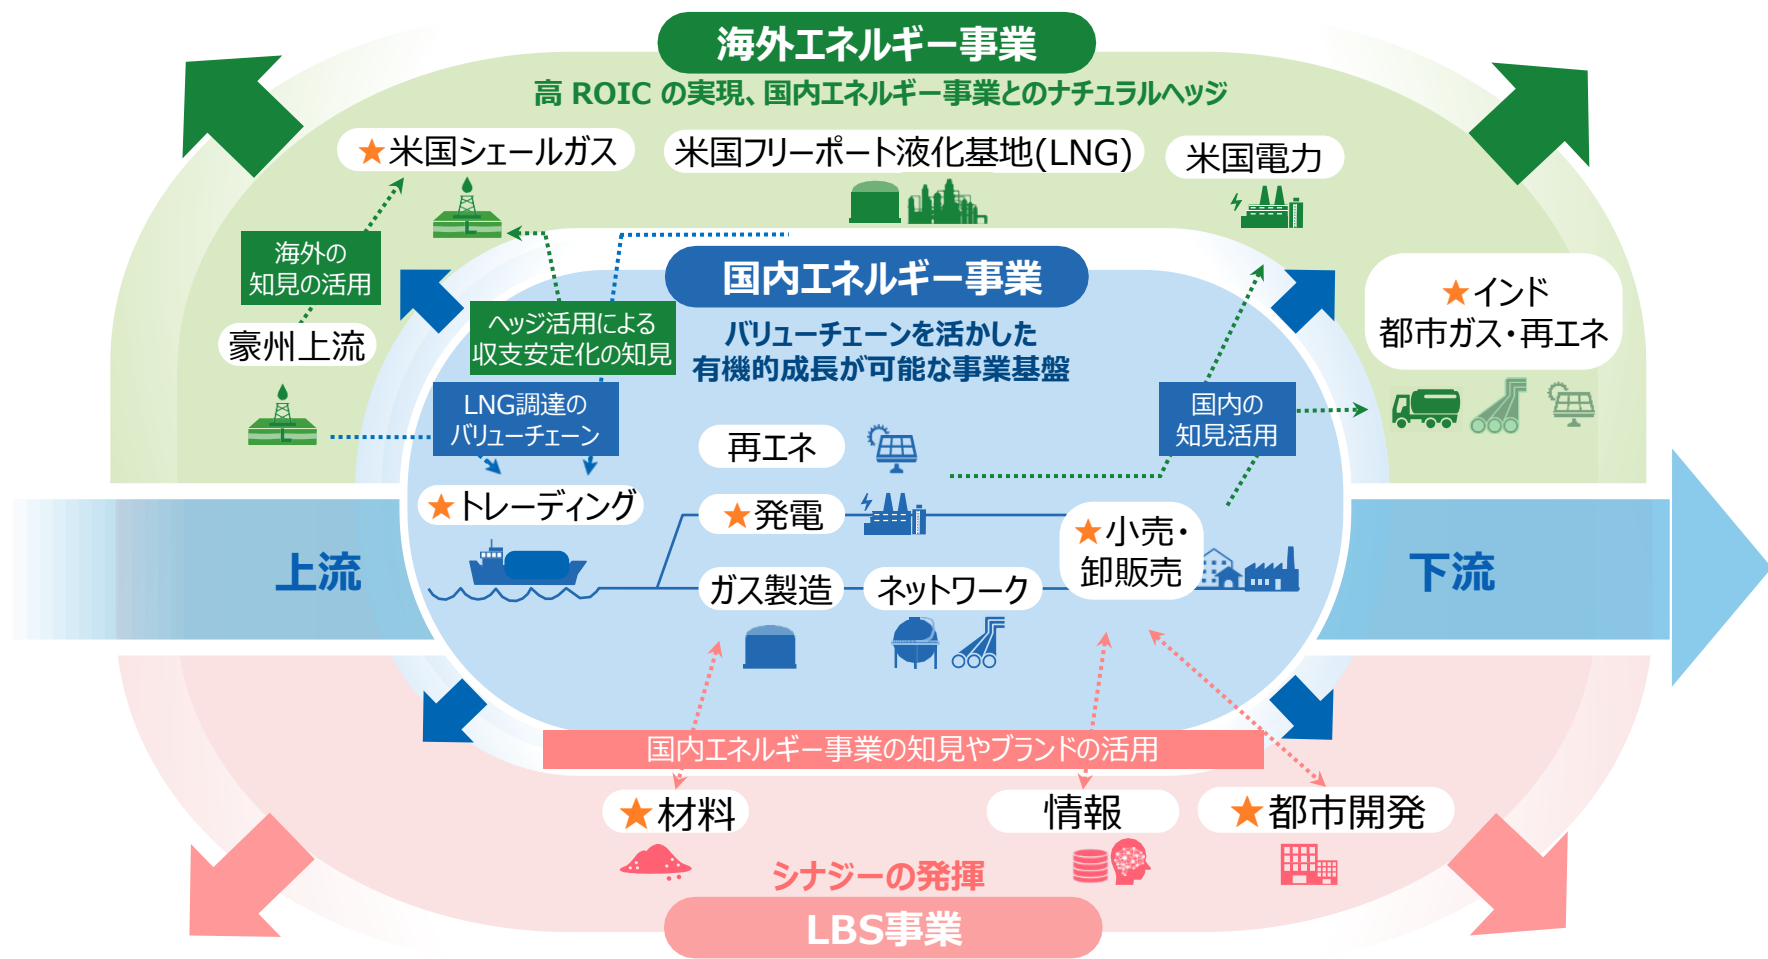 海外エネルギー事業
高 ROIC の実現、国内エネルギー事業とのナチュラルヘッジ
★米国シェールガス
米国フリーポート液化基地(LNG)
米国電力
海外の
知見の活用
豪州上流
ヘッジ活用による
収支安定化の知見
LNG調達の
バリューチェーン
国内エネルギー事業
バリューチェーンを活かした
有機的成長が可能な事業基盤
★インド
都市ガス・再エネ
国内の
知見活用
再エネ
★トレーディング
★発電
★小売・
卸販売
ガス製造
ネットワーク
上流
下流
国内エネルギー事業の知見やブランドの活用
★材料
情報
★都市開発
シナジーの発揮
LBS事業